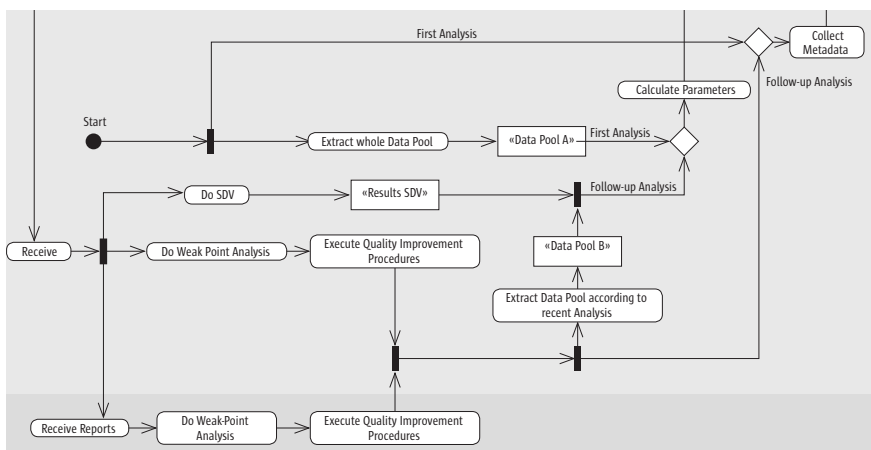 First Analysis
Collect
Metadata
Follow-up Analysis
Calculate Parameters
Start
Extract whole Data Pool
«Data Pool A»
First Analysis
Do SDV
«Results SDV»
Follow-up Analysis
Receive
Do Weak Point Analysis
Execute Quality Improvement
Procedures
«Data Pool B»
Extract Data Pool according to
recent Analysis
Receive Reports
Do Weak-Point
Analysis
Execute Quality Improvement
Procedures